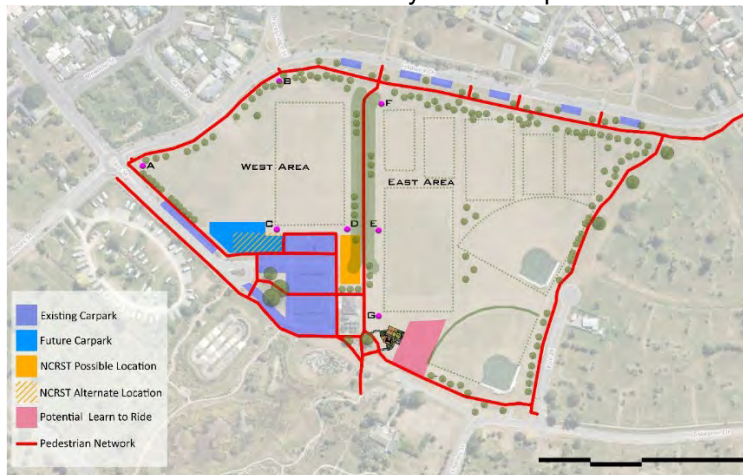 B
F
A
WEST AREA
EAST AREA
C
D
E
G
Existing Carpark
Future Carpark
NCRST Possible Location
NCRST Alternate Location
Potential Learn to Ride
Pedestrian Network